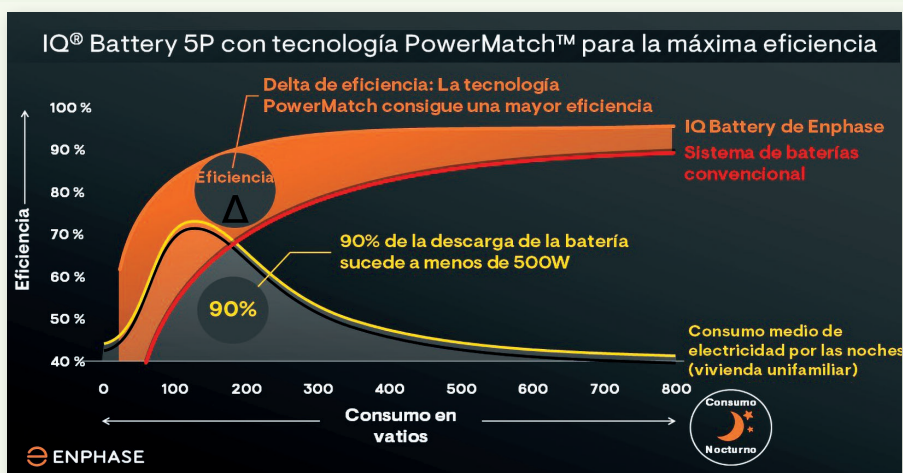 IQ® Battery 5P con tecnología PowerMatch™ para la máxima eficiencia
Delta de eficiencia: La tecnología
PowerMatch consigue una mayor eficiencia
100 %
90 %
80 %
70 %
60 %
50 %
40 %
Eficiencia
Eficiencia
Δ
IQ Battery de Enphase
Sistema de baterías
convencional
90% de la descarga de la batería
sucede a menos de 500W
90%
Consumo medio de
electricidad por las noches
(vivienda unifamiliar)
0 100 200 300 400 500 600 700 800
Consumo en
vatios
Consumo
Nocturno
ENPHASE